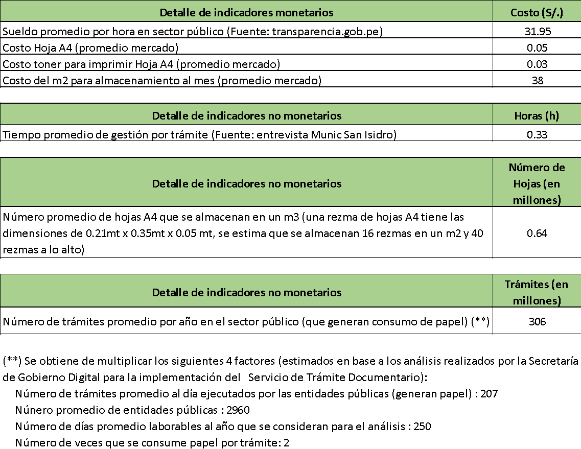 Detalle de indicadores monetarios Costo (S/.)
Sueldo promedio por hora en sector público (Fuente: transparencia.gob.pe) 31.95
Costo Hoja A4 (promedio mercado) 0.05
Costo toner para imprimir Hoja A4 (promedio mercado) 0.03
Costo del m2 para almacenamiento al mes (promedio mercado) 38
Detalle de indicadores no monetarios Horas (h)
Tiempo promedio de gestión por trámite (Fuente: entrevista Munic San Isidro) 0.33
Detalle de indicadores no monetarios Número de Hojas (en millones)
Número promedio de hojas A4 que se almacenan en un m3 (una rezma de hojas A4 tiene las
dimensiones de 0.21mt x 0.35mt x 0.05 mt, se estima que se almacenan 16 rezmas en un m2 y 40 0.64
rezmas a lo alto)
Detalle de indicadores no monetarios Trámites (en millones)
Número de trámites promedio por año en el sector público (que generan consumo de papel) (**) 306
(**) Se obtiene de multiplicar los siguientes 4 factores (estimados en base a los análisis realizados por la Secretaría
de Gobierno Digital para la implementación del Servicio de Trámite Documentario):
Número de trámites promedio al día ejecutados por las entidades públicas (generan papel) : 207
Núnero promedio de entidades públicas : 2960
Número de días promedio laborables al año que se consideran para el análisis : 250
Número de veces que se consume papel por trámite: 2